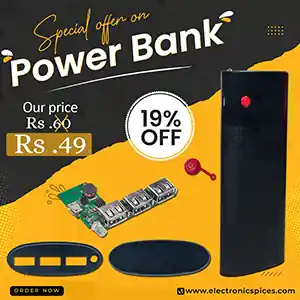 Special offer on
Power Bank
Our price
Rs .60
Rs .49
19%
OFF
ORDER NOW
www.electronicspices.com